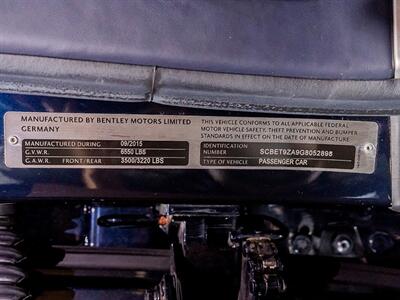 MANUFACTURED BY BENTLEY MOTORS LIMITED
GERMANY
MANUFACTURED DURING 09/2015
G.V.W.R. 6550 LBS
G.A.W.R. FRONT/REAR 3500/3220 LBS
THIS VEHICLE CONFORMS TO ALL APPLICABLE FEDERAL
MOTOR VEHICLE SAFETY, THEFT PREVENTION AND BUMPER
STANDARDS IN EFFECT ON THE DATE OF MANUFACTURE
IDENTIFICATION
NUMBER SCBET9ZA9G8052898
TYPE OF VEHICLE PASSENGER CAR